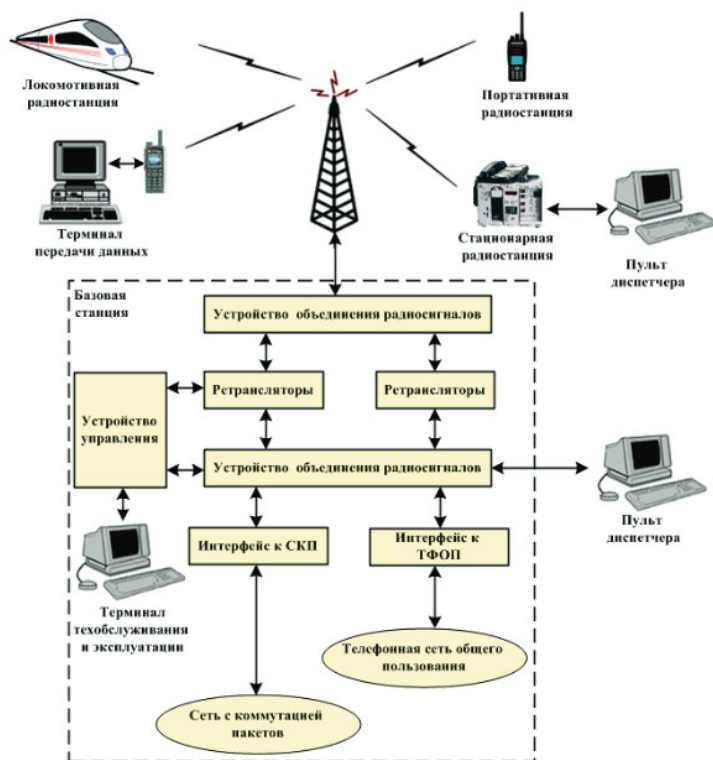 Локомотивная
радиостанция
Портативная
радиостанция
Терминал
передачи данных
Стационарная
радиостанция
Пульт
диспетчера
Базовая
станция
Устройство объединения радиосигналов
Ретрансляторы
Ретрансляторы
Устройство
управления
Устройство объединения радиосигналов
Пульт
диспетчера
Интерфейс к СКП
Интерфейс к
ТФОП
Терминал
техобслуживания
и эксплуатации
Телефонная сеть общего
пользования
Сеть с коммутацией
пакетов